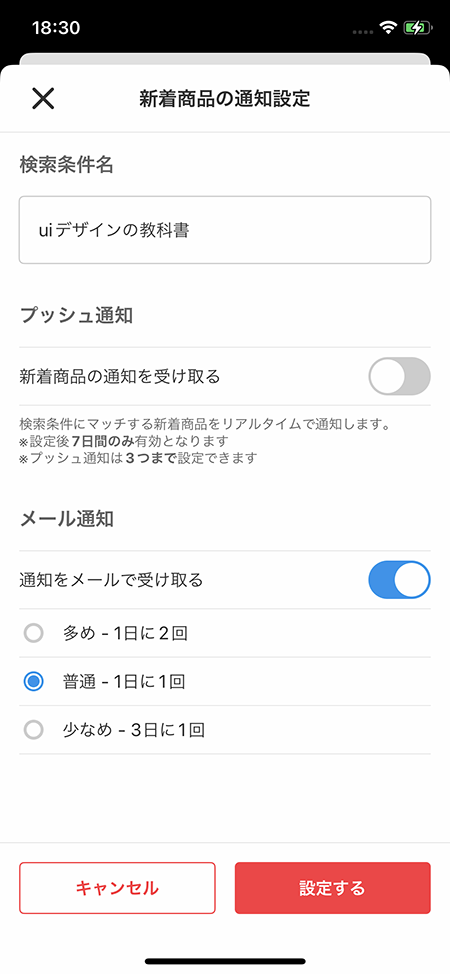 18:30
新着商品の通知設定
検索条件名
uiデザインの教科書
プッシュ通知
新着商品の通知を受け取る
検索条件にマッチする新着商品をリアルタイムで通知します。
※設定後7日間のみ有効となります
※プッシュ通知は3つまで設定できます
メール通知
通知をメールで受け取る
多め - 1日に2回
普通 - 1日に1回
少なめ - 3日に1回
キャンセル
設定する